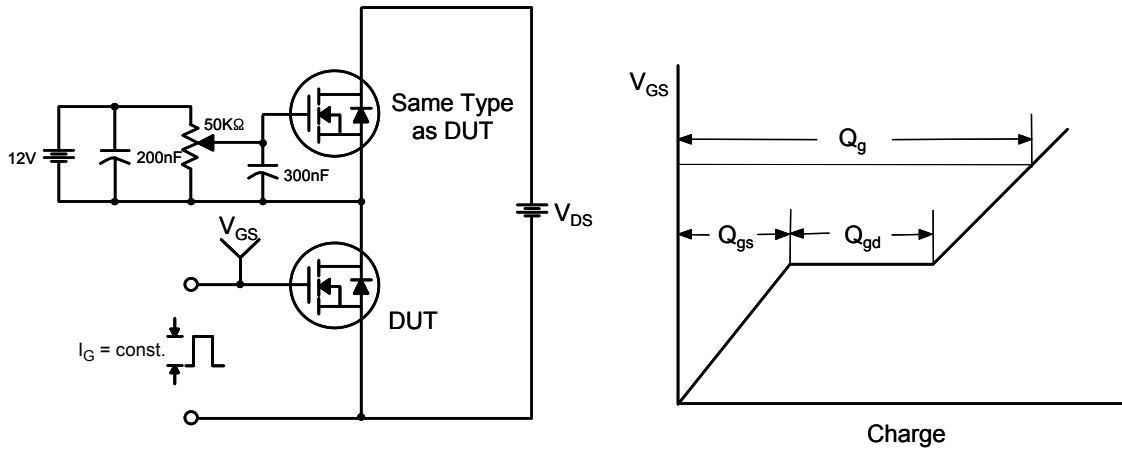 12V
200nF
50KΩ
300nF
Same Type
as DUT
V_DS
V_GS
DUT
I_G = const.
V_GS
Q_g
Q_gs
Q_gd
Charge